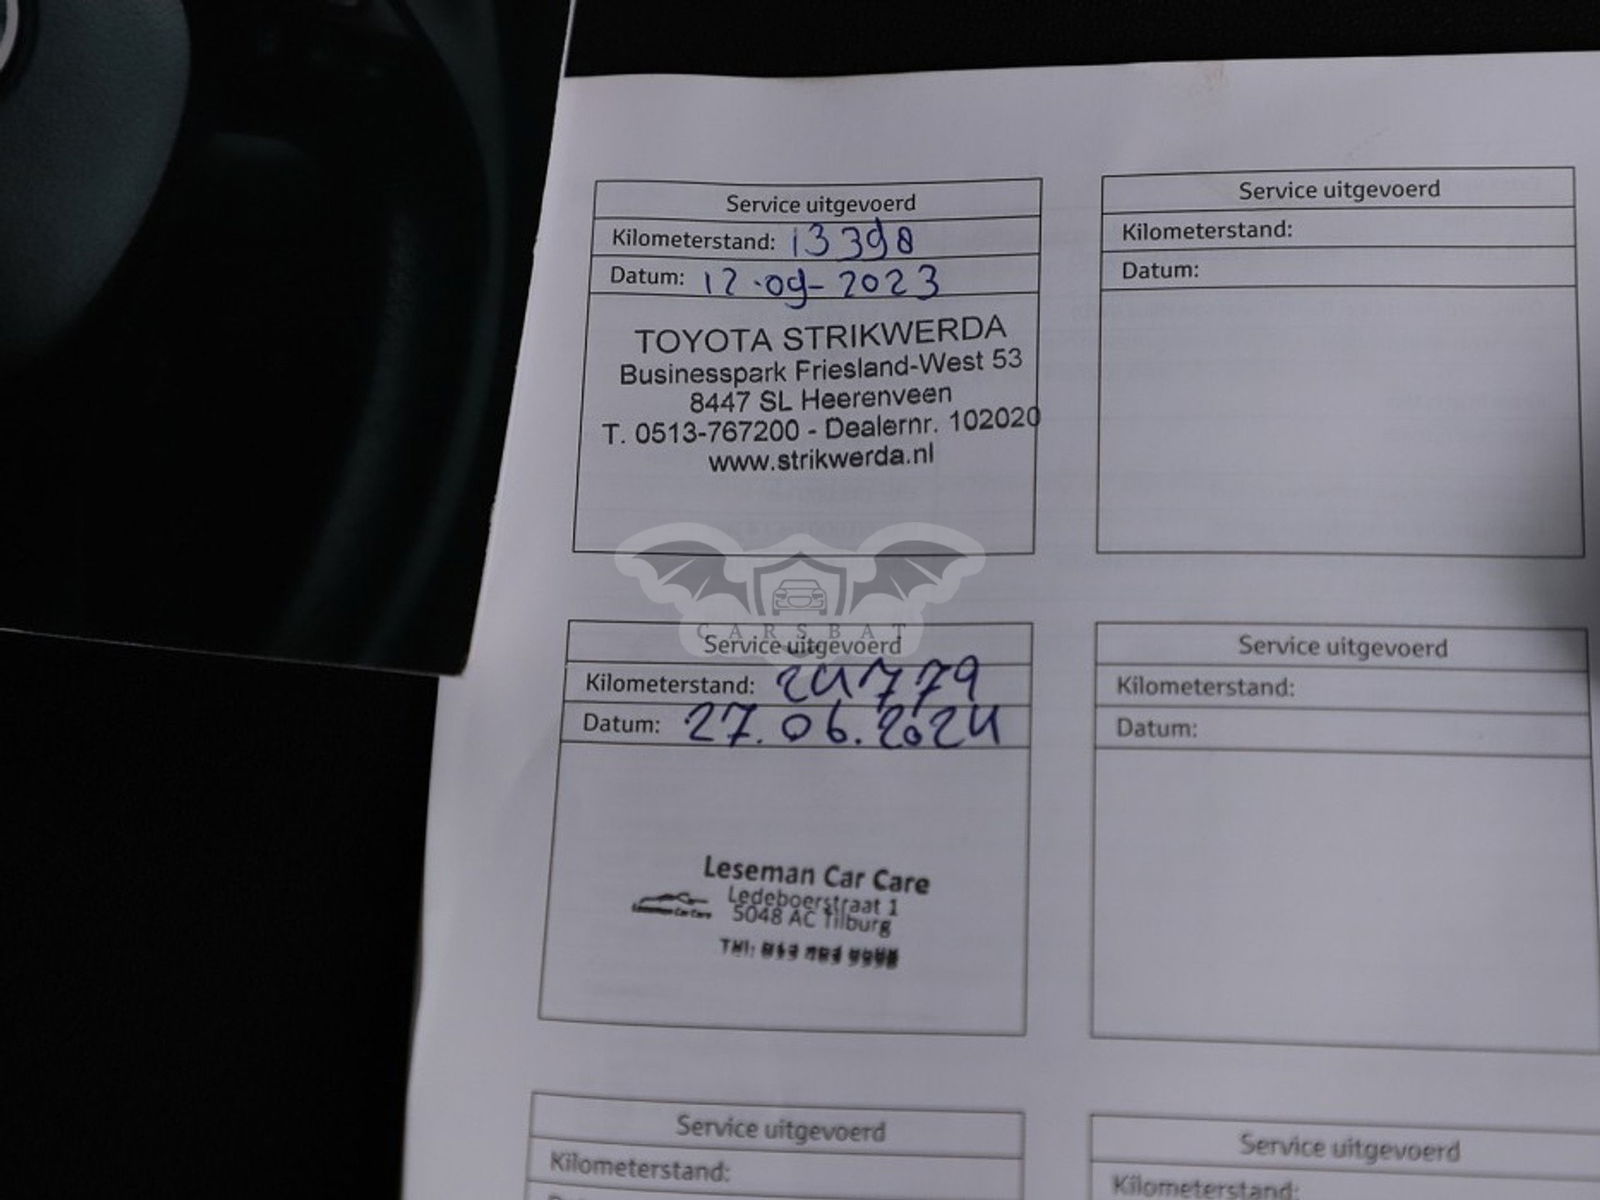 Service uitgevoerd
Kilometerstand: 13398
Datum: 12-09-2023
TOYOTA STRIKWERDA
Businesspark Friesland-West 53
8447 SL Heerenveen
T. 0513-767200 - Dealernr. 102020
www.strikwerda.nl
Service uitgevoerd
Kilometerstand:
Datum:
CARSBAT
Service uitgevoerd
Kilometerstand: 24779
Datum: 27.06.2024
Leseman Car Care
Ledeboerstraat 1
5048 AC Tilburg
Service uitgevoerd
Kilometerstand:
Datum:
Service uitgevoerd
Kilometerstand:
Service uitgevoerd
Kilometerstand: